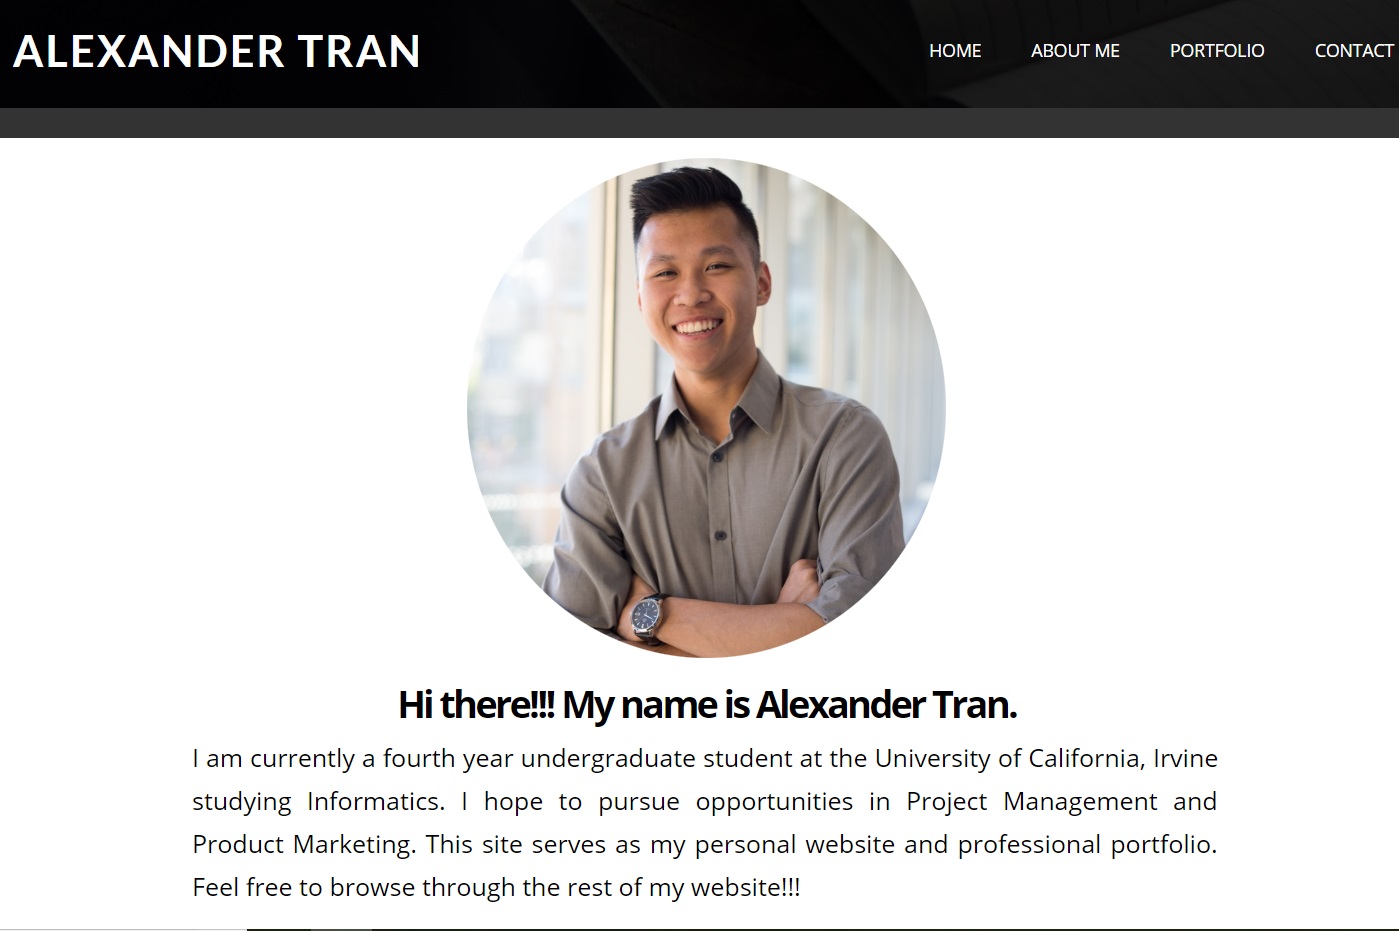 ALEXANDER TRAN
HOME ABOUT ME PORTFOLIO CONTACT
Hi there!!! My name is Alexander Tran.
I am currently a fourth year undergraduate student at the University of California, Irvine
studying Informatics. I hope to pursue opportunities in Project Management and
Product Marketing. This site serves as my personal website and professional portfolio.
Feel free to browse through the rest of my website!!!